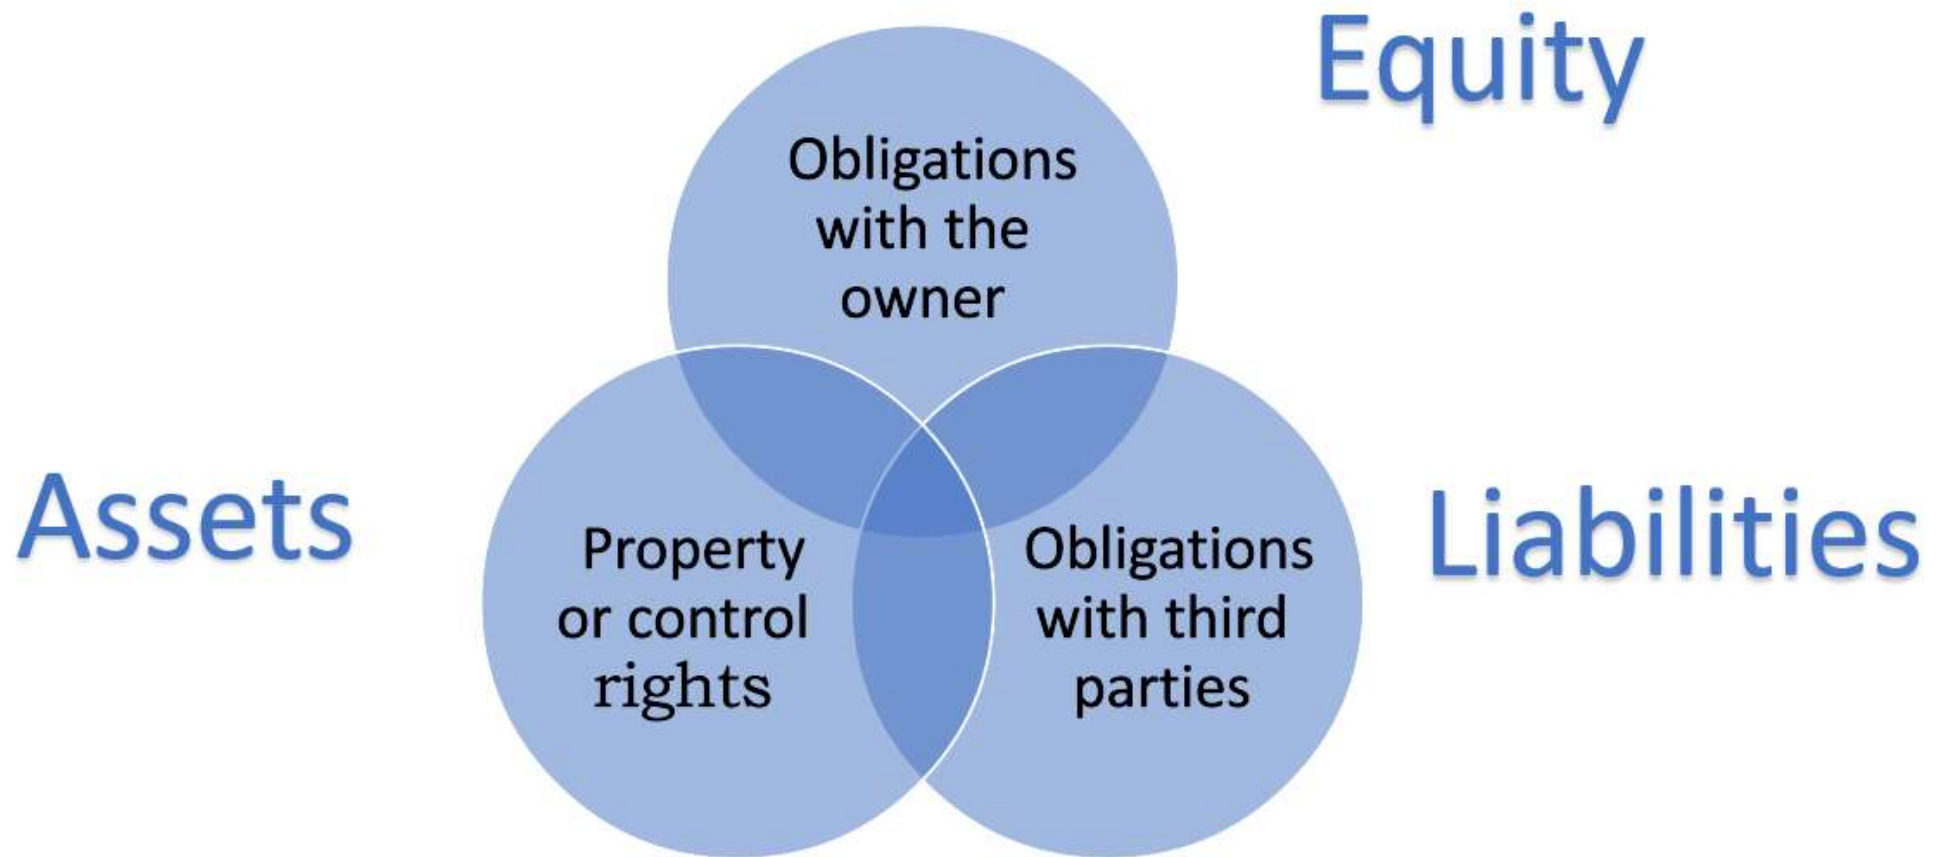 Equity
Obligations
with the
owner
Assets
Property
or control
rights
Obligations
with third
parties
Liabilities